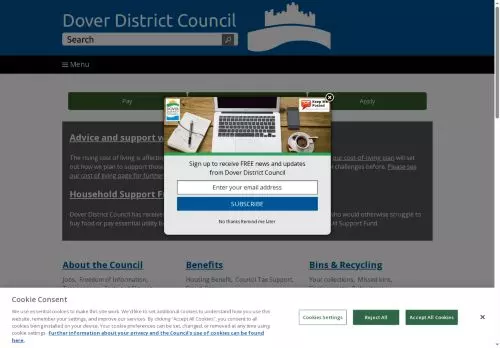 Dover District Council
Search
≡ Menu
Pay
Apply
Keep Me Posted
Sign up to receive FREE news and updates
from Dover District Council
Enter your email address
SUBSCRIBE
No thanks Remind me later
Advice and support w
The rising cost of living is affectin
our cost-of-living plan will set
out how we plan to support those
challenges before. Please see
our cost of living page for further
Household Support Fu
Dover District Council has receive
who would otherwise struggle to
buy food or pay essential utility b
Support Fund.
About the Council
Jobs, Freedom of Information,
Benefits
Housing Benefit, Council Tax Support,
Bins & Recycling
Your collections, Missed bins,
Cookie Consent
We use essential cookies to make this site work. We'd like to set additional cookies to understand how you use this
website, remember your settings, and improve our services. By clicking "Accept All Cookies", you consent to all
cookies being installed on your device. Your cookie preferences can be set, changed, or removed at any time using
cookie settings. Further information about your privacy and the Council's use of cookies can be found
here.
Cookies Settings
Reject All
Accept All Cookies